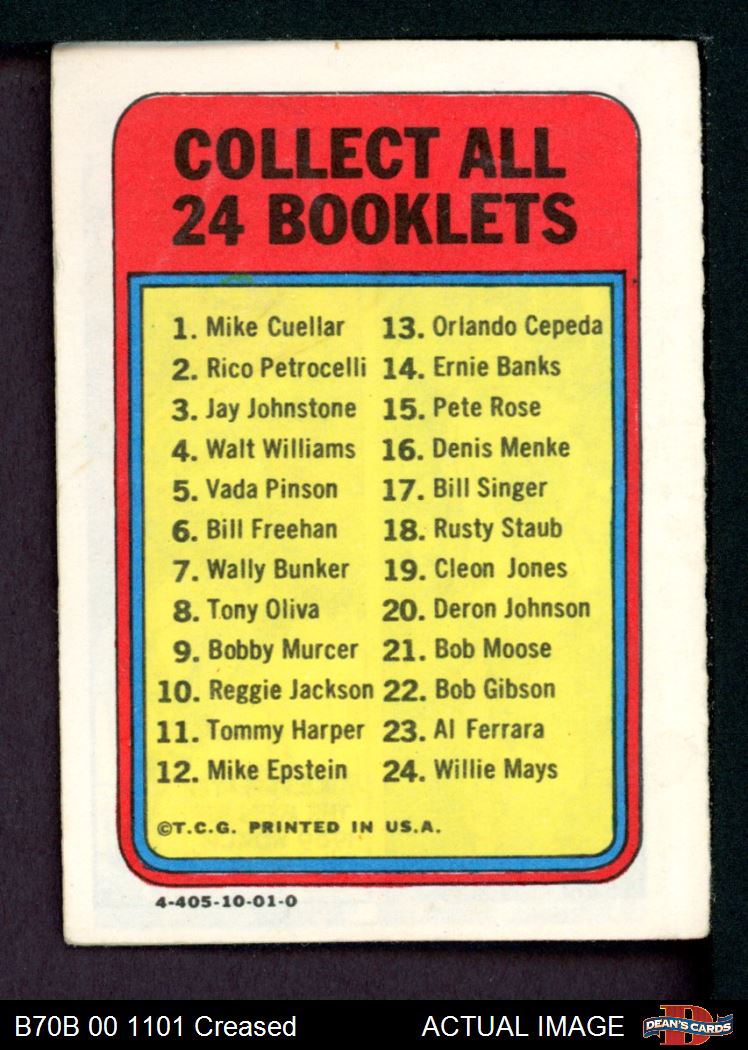 COLLECT ALL
24 BOOKLETS
1. Mike Cuellar
2. Rico Petrocelli
3. Jay Johnstone
4. Walt Williams
5. Vada Pinson
6. Bill Freehan
7. Wally Bunker
8. Tony Oliva
9. Bobby Murcer
10. Reggie Jackson
11. Tommy Harper
12. Mike Epstein
13. Orlando Cepeda
14. Ernie Banks
15. Pete Rose
16. Denis Menke
17. Bill Singer
18. Rusty Staub
19. Cleon Jones
20. Deron Johnson
21. Bob Moose
22. Bob Gibson
23. Al Ferrara
24. Willie Mays
©T.C.G. PRINTED IN U.S.A.
4-405-10-01-0
B70B 00 1101 Creased ACTUAL IMAGE
D
DEAN'S CARDS